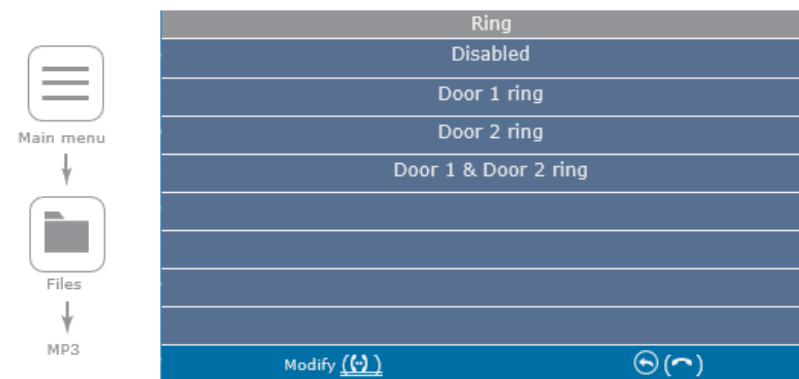 Main menu
Files
MP3
Ring
Disabled
Door 1 ring
Door 2 ring
Door 1 & Door 2 ring
Modify